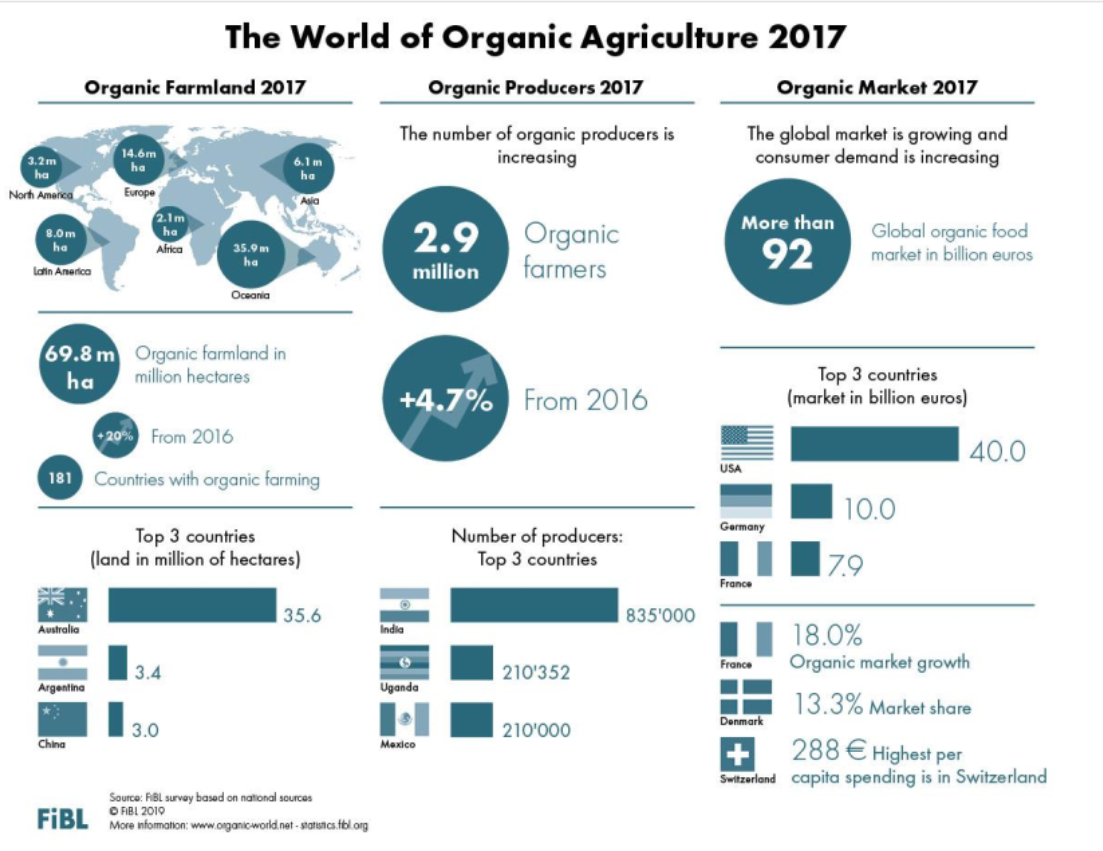 The World of Organic Agriculture 2017
Organic Farmland 2017
3.2m
ha
North America
14.6m
ha
Europe
6.1m
ha
Asia
8.0m
ha
Latin America
2.1m
ha
Africa
35.9m
ha
Oceania
69.8m
ha
Organic farmland in
million hectares
+20%
From 2016
181
Countries with organic farming
Top 3 countries
(land in million of hectares)
Australia
35.6
Argentina
3.4
China
3.0
Organic Producers 2017
The number of organic producers is
increasing
2.9
million
Organic
farmers
+4.7%
From 2016
Number of producers:
Top 3 countries
India
835'000
Uganda
210'352
Mexico
210'000
Organic Market 2017
The global market is growing and
consumer demand is increasing
More than
92
Global organic food
market in billion euros
Top 3 countries
(market in billion euros)
USA
40.0
Germany
10.0
France
7.9
France
18.0%
Organic market growth
Denmark
13.3% Market share
Switzerland
288 € Highest per
capita spending is in Switzerland
FiBL
Source: FiBL survey based on national sources
© FiBL 2019
More information: www.organic-world.net - statistics.fibl.org